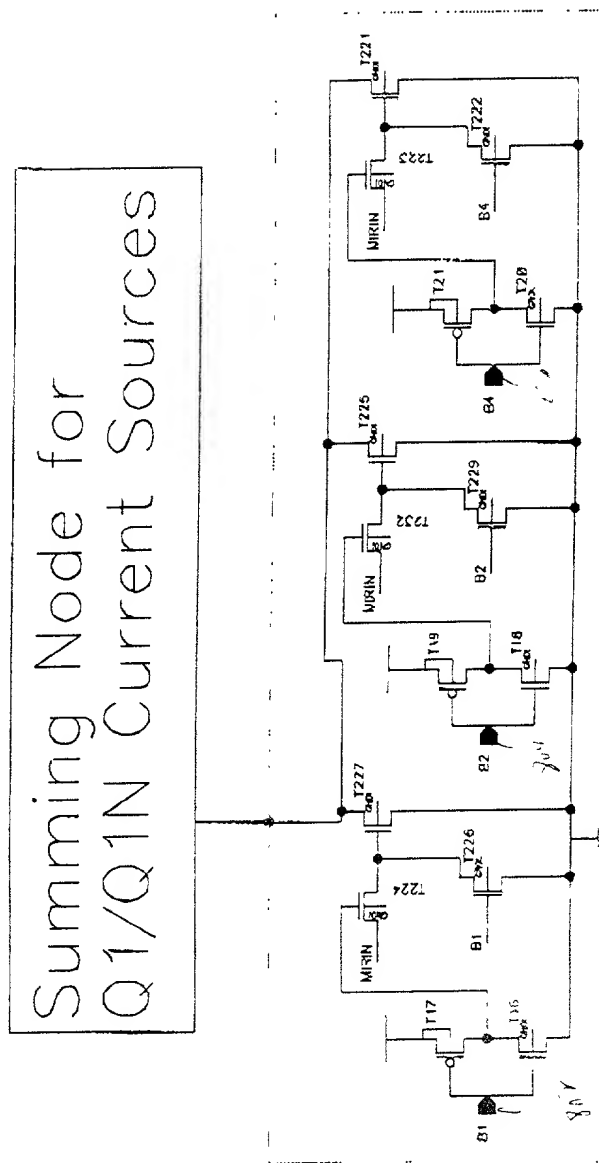 Summing Node for
Q1/Q1N Current Sources
T221
T223
T222
MIRIN
B4
T21
T20
B4
T225
T232
T229
MIRIN
B2
T19
T18
B2
T227
T224
T226
MIRIN
B1
T17
T16
B1